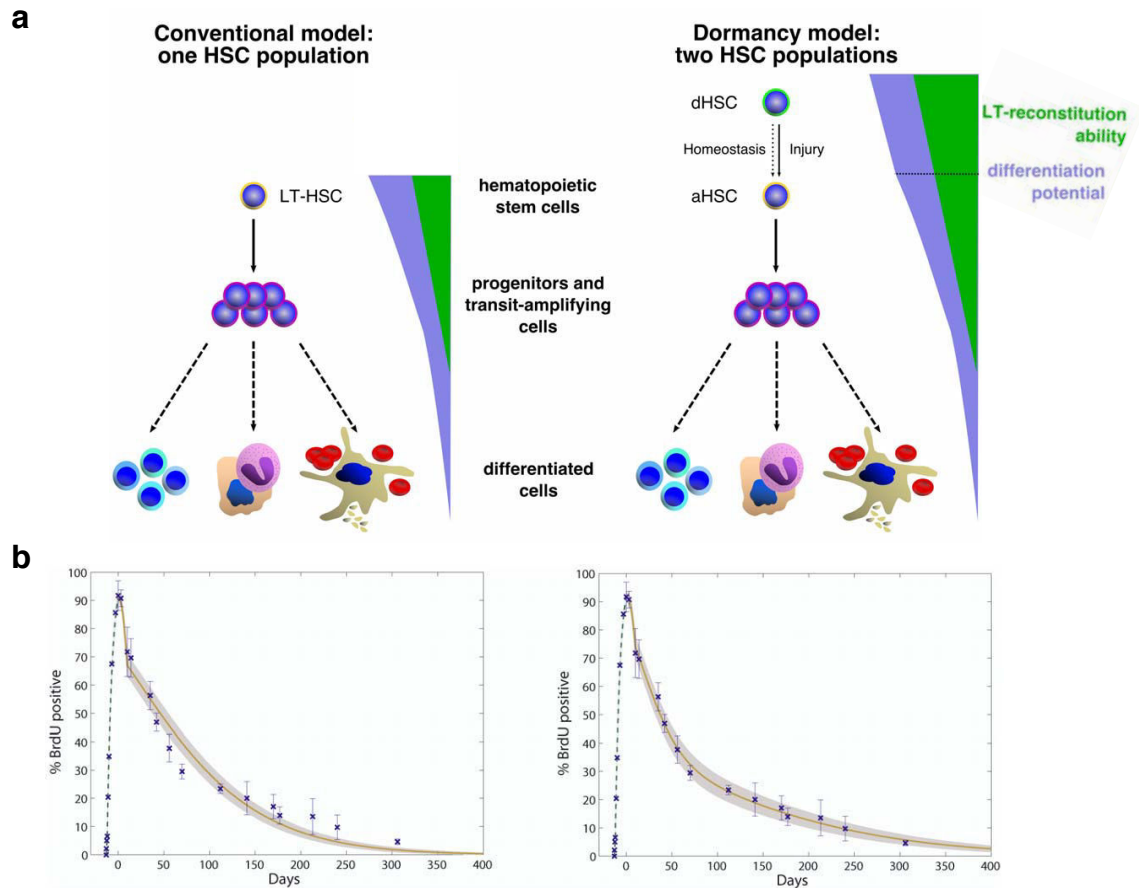 a
Conventional model:
one HSC population
Dormancy model:
two HSC populations
dHSC
Homeostasis
Injury
LT-reconstitution
ability
differentiation
potential
LT-HSC
hematopoietic
stem cells
aHSC
progenitors and
transit-amplifying
cells
differentiated
cells
b
% BrdU positive
100
90
80
70
60
50
40
30
20
10
0
0 50 100 150 200 250 300 350 400
Days
% BrdU positive
100
90
80
70
60
50
40
30
20
10
0
0 50 100 150 200 250 300 350 400
Days